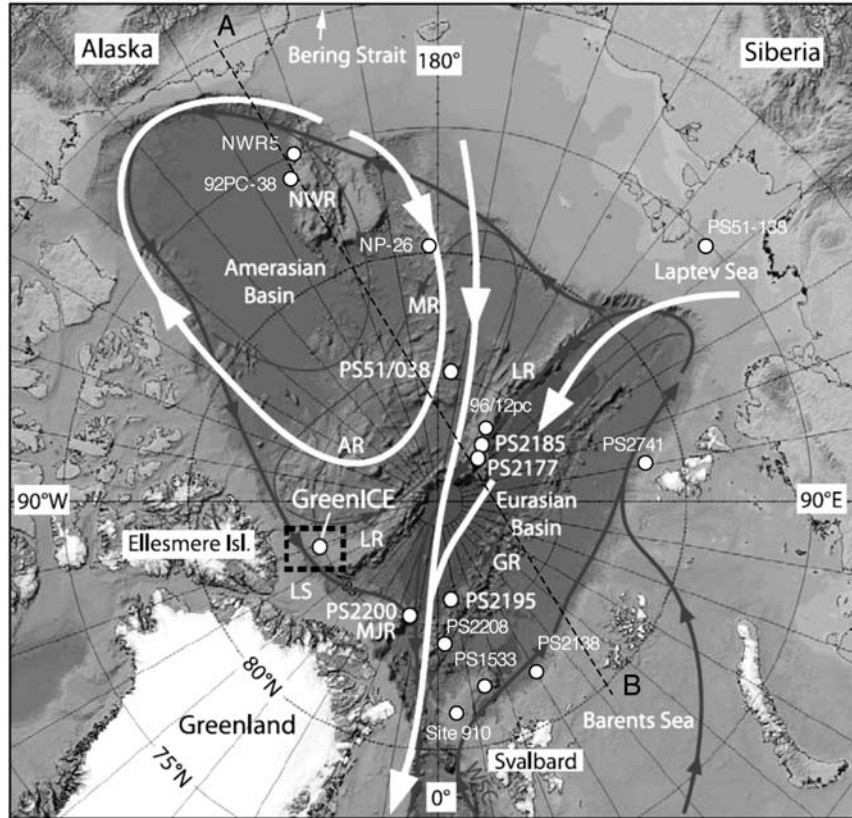 A
Alaska
Bering Strait
180°
Siberia
NWR5
92PC-38
NWR
NP-26
PS51-138
Laptev Sea
Amerasian
Basin
MR
PS51/038
LR
96/12pc
PS2185
PS2177
PS2741
AR
90°W
GreenICE
Eurasian
Basin
90°E
Ellesmere Isl.
LR
GR
LS
PS2195
PS2200
MJR
PS2208
PS1533
PS2138
80°N
B
Greenland
Site 910
Barents Sea
75°N
Svalbard
0°